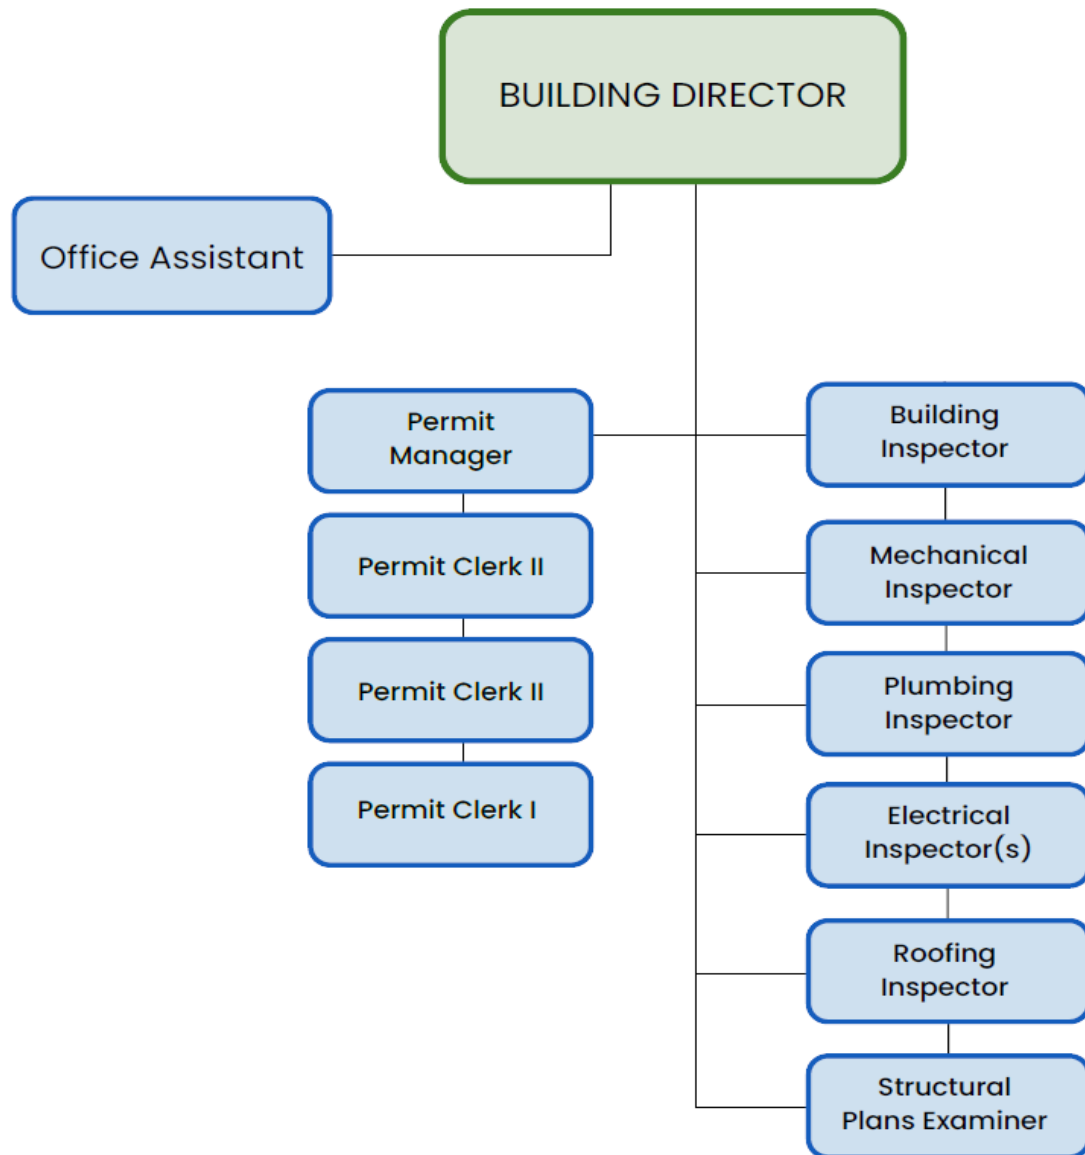 BUILDING DIRECTOR
Office Assistant
Permit
Manager
Permit Clerk II
Permit Clerk II
Permit Clerk I
Building
Inspector
Mechanical
Inspector
Plumbing
Inspector
Electrical
Inspector(s)
Roofing
Inspector
Structural
Plans Examiner